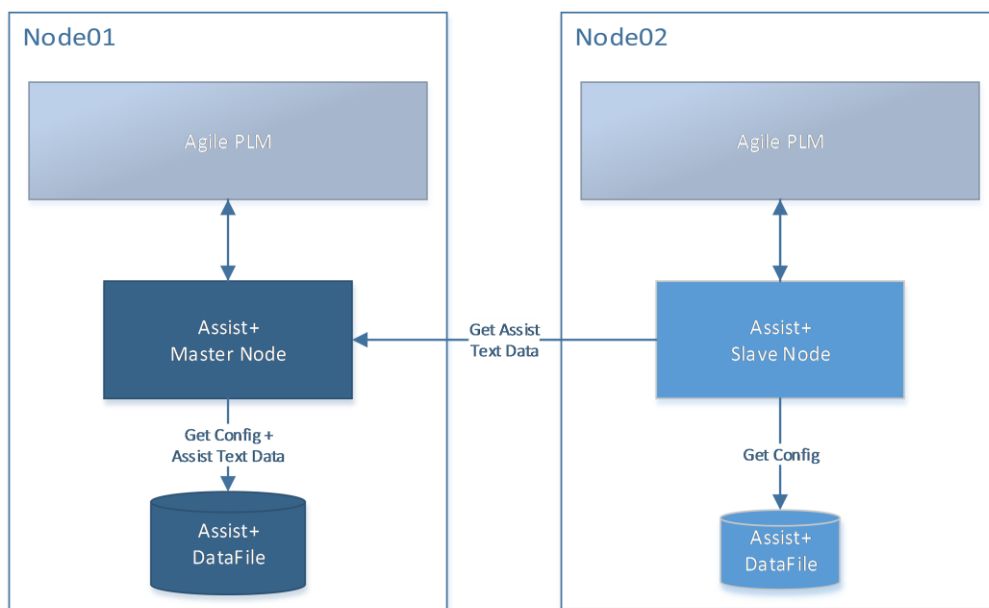 Node01
Agile PLM
Assist+
Master Node
Get Config +
Assist Text Data
Assist+
DataFile
Get Assist
Text Data
Node02
Agile PLM
Assist+
Slave Node
Get Config
Assist+
DataFile